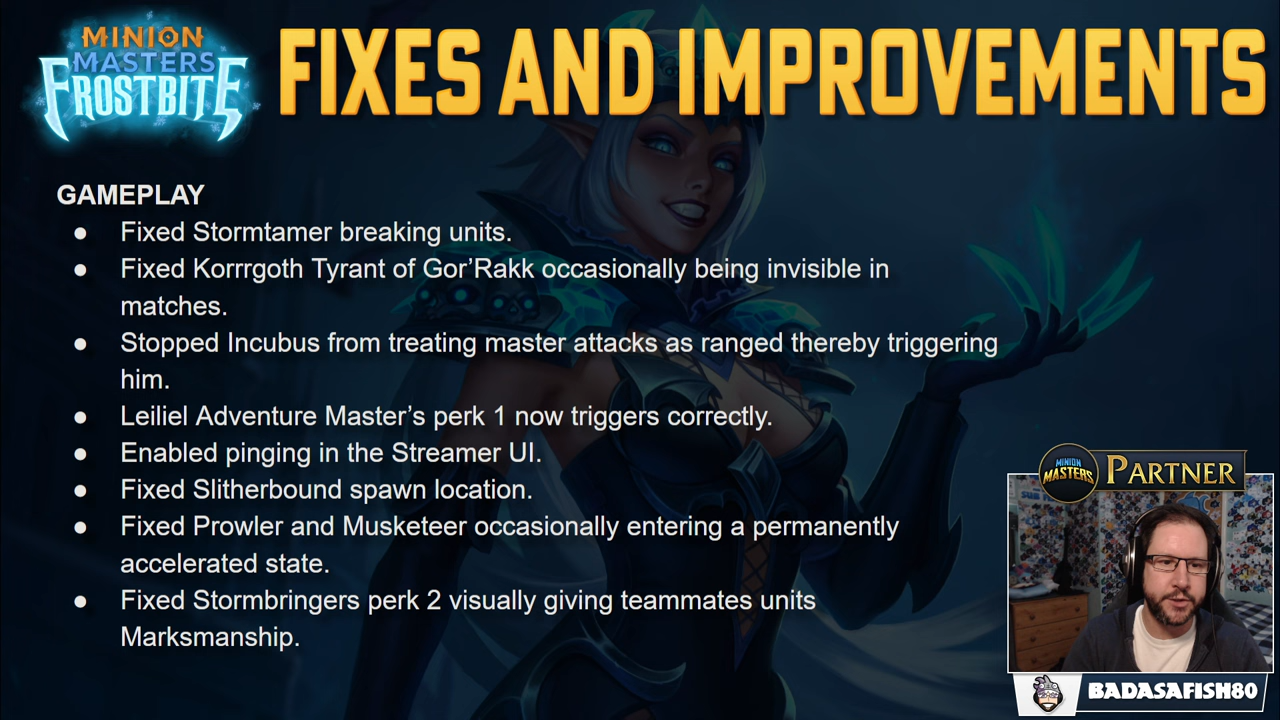 MINION
MASTERS
FROSTBITE
FIXES AND IMPROVEMENTS
GAMEPLAY
● Fixed Stormtamer breaking units.
● Fixed Korrrgoth Tyrant of Gor’Rakk occasionally being invisible in
matches.
● Stopped Incubus from treating master attacks as ranged thereby triggering
him.
● Leiliel Adventure Master’s perk 1 now triggers correctly.
● Enabled pinging in the Streamer UI.
● Fixed Slitherbound spawn location.
● Fixed Prowler and Musketeer occasionally entering a permanently
accelerated state.
● Fixed Stormbringers perk 2 visually giving teammates units
Marksmanship.
MINION
MASTERS
PARTNER
BADASAFISH80